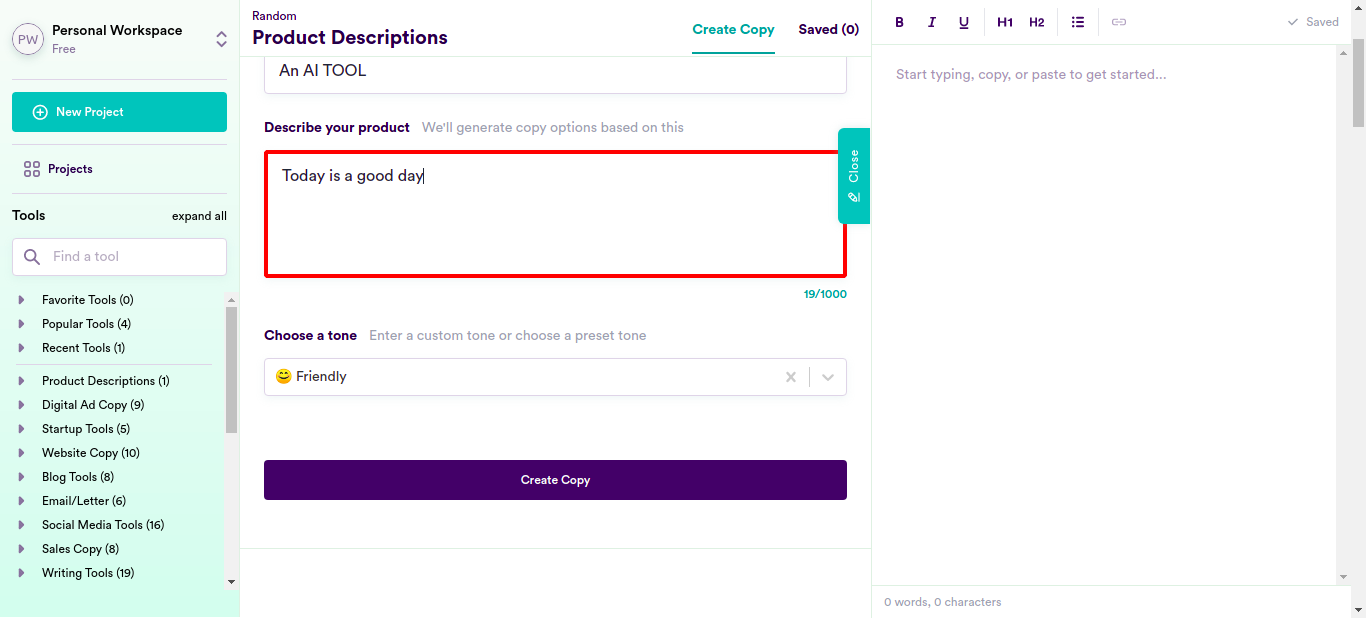 PW
Personal Workspace
Free
New Project
Projects
Tools
expand all
Find a tool
Favorite Tools (0)
Popular Tools (4)
Recent Tools (1)
Product Descriptions (1)
Digital Ad Copy (9)
Startup Tools (5)
Website Copy (10)
Blog Tools (8)
Email/Letter (6)
Social Media Tools (16)
Sales Copy (8)
Writing Tools (19)
Random
Product Descriptions
Create Copy
Saved (0)
An AI TOOL
Describe your product We'll generate copy options based on this
Today is a good day
Close
19/1000
Choose a tone Enter a custom tone or choose a preset tone
😊 Friendly
Create Copy
B I U H1 H2
Saved
Start typing, copy, or paste to get started...
0 words, 0 characters